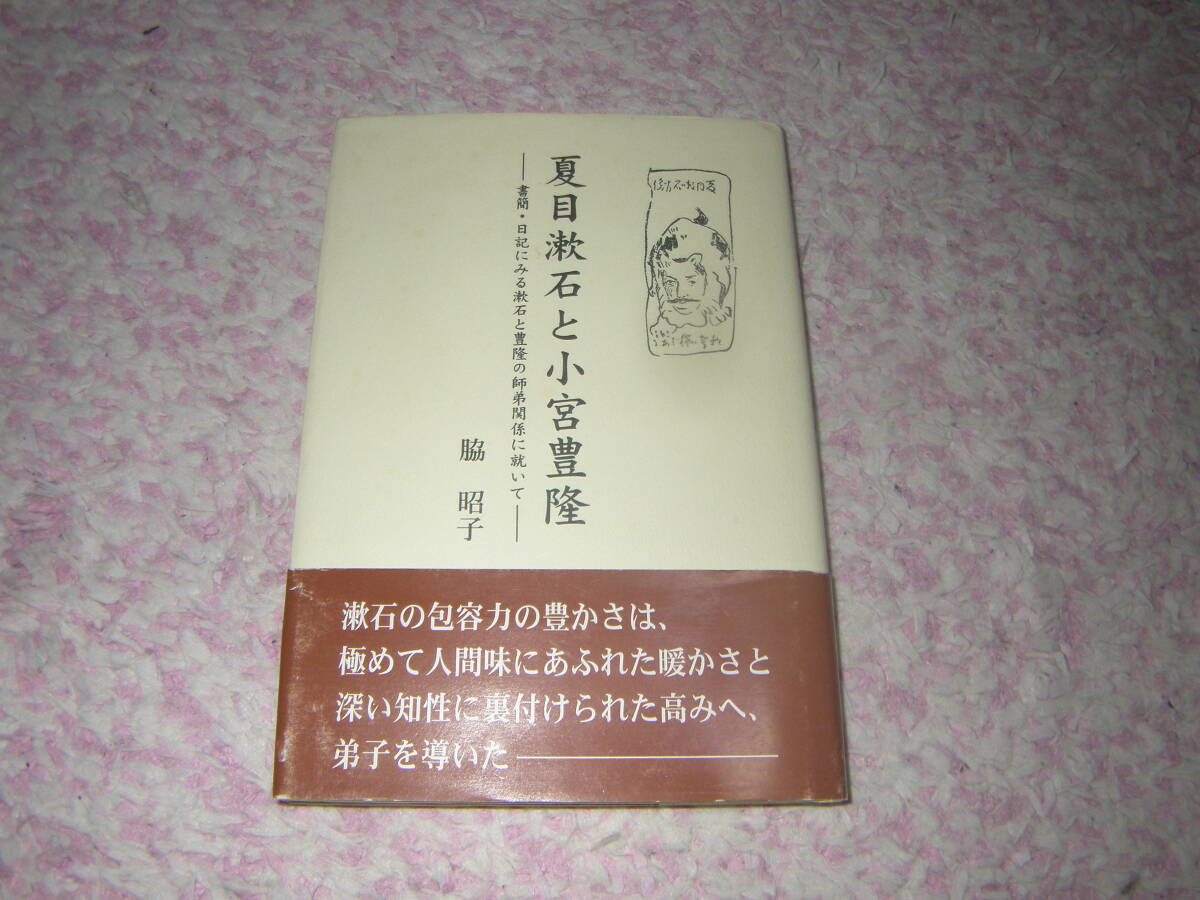 夏目漱石と小宮豊隆
――書簡・日記にみる漱石と豊隆の師弟関係に就いて――
脇 昭子
漱石の包容力の豊かさは、
極めて人間味にあふれた暖かさと
深い知性に裏付けられた高みへ、
弟子を導いた――